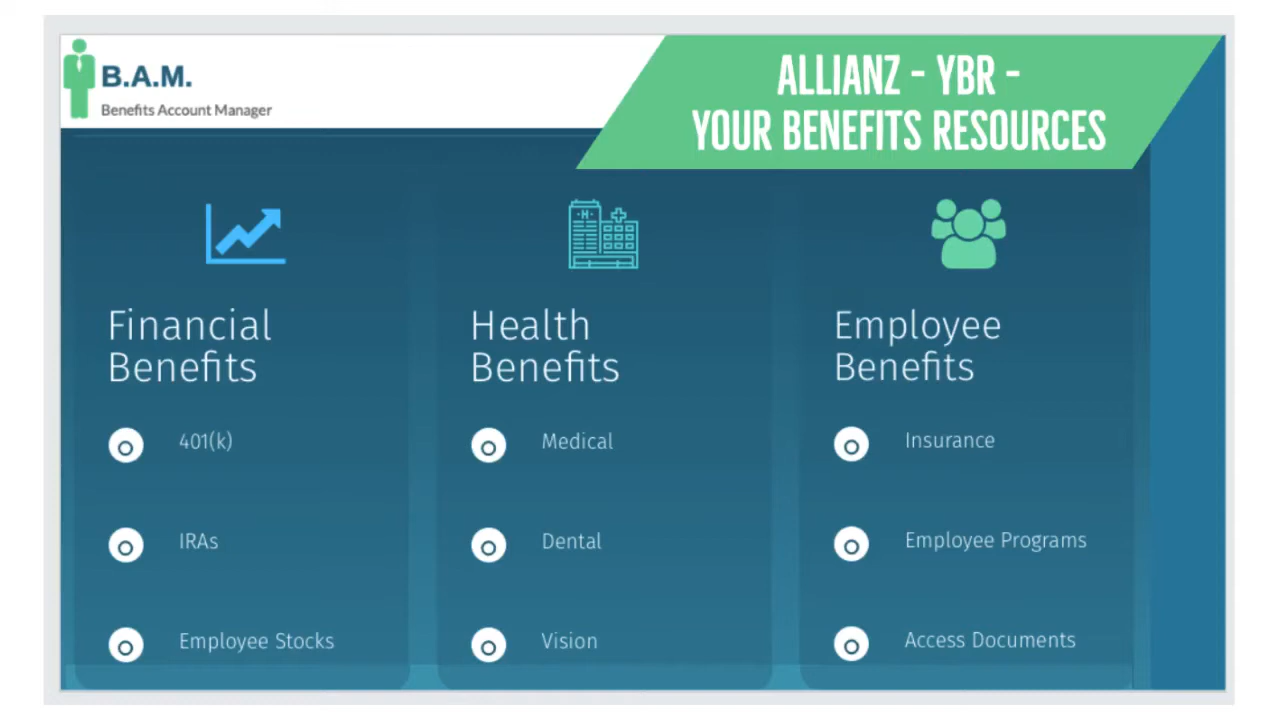 B.A.M.
Benefits Account Manager
ALLIANZ - YBR -
YOUR BENEFITS RESOURCES
H
Financial
Benefits
401(k)
IRAs
Employee Stocks
Health
Benefits
Medical
Dental
Vision
Employee
Benefits
Insurance
Employee Programs
Access Documents